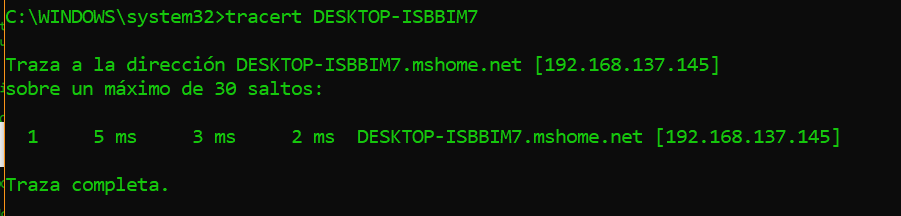 C:\WINDOWS\system32>tracert DESKTOP-ISBBIM7
Traza a la dirección DESKTOP-ISBBIM7.mshome.net [192.168.137.145]
sobre un máximo de 30 saltos:
1 5 ms 3 ms 2 ms DESKTOP-ISBBIM7.mshome.net [192.168.137.145]
Traza completa.